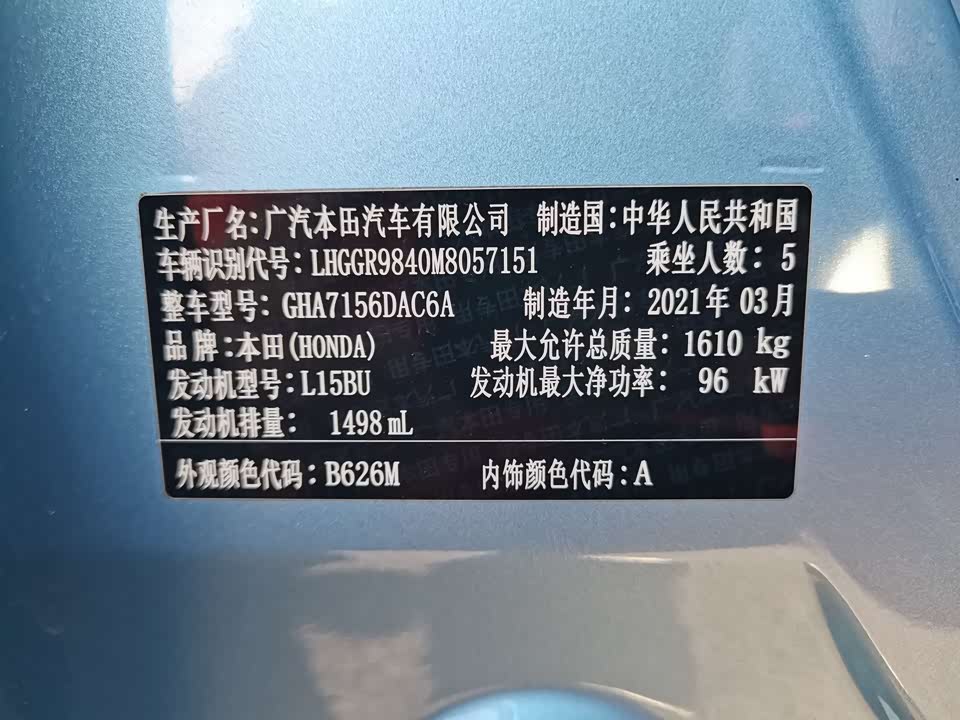 生产厂名:广汽本田汽车有限公司 制造国:中华人民共和国
车辆识别代号:LHGGR9840M8057151 乘坐人数:5
整车型号:GHA7156DAC6A 制造年月:2021年03月
品牌:本田(HONDA) 最大允许总质量:1610 kg
发动机型号:L15BU 发动机最大净功率:96 kW
发动机排量: 1498 mL
外观颜色代码:B626M 内饰颜色代码:A